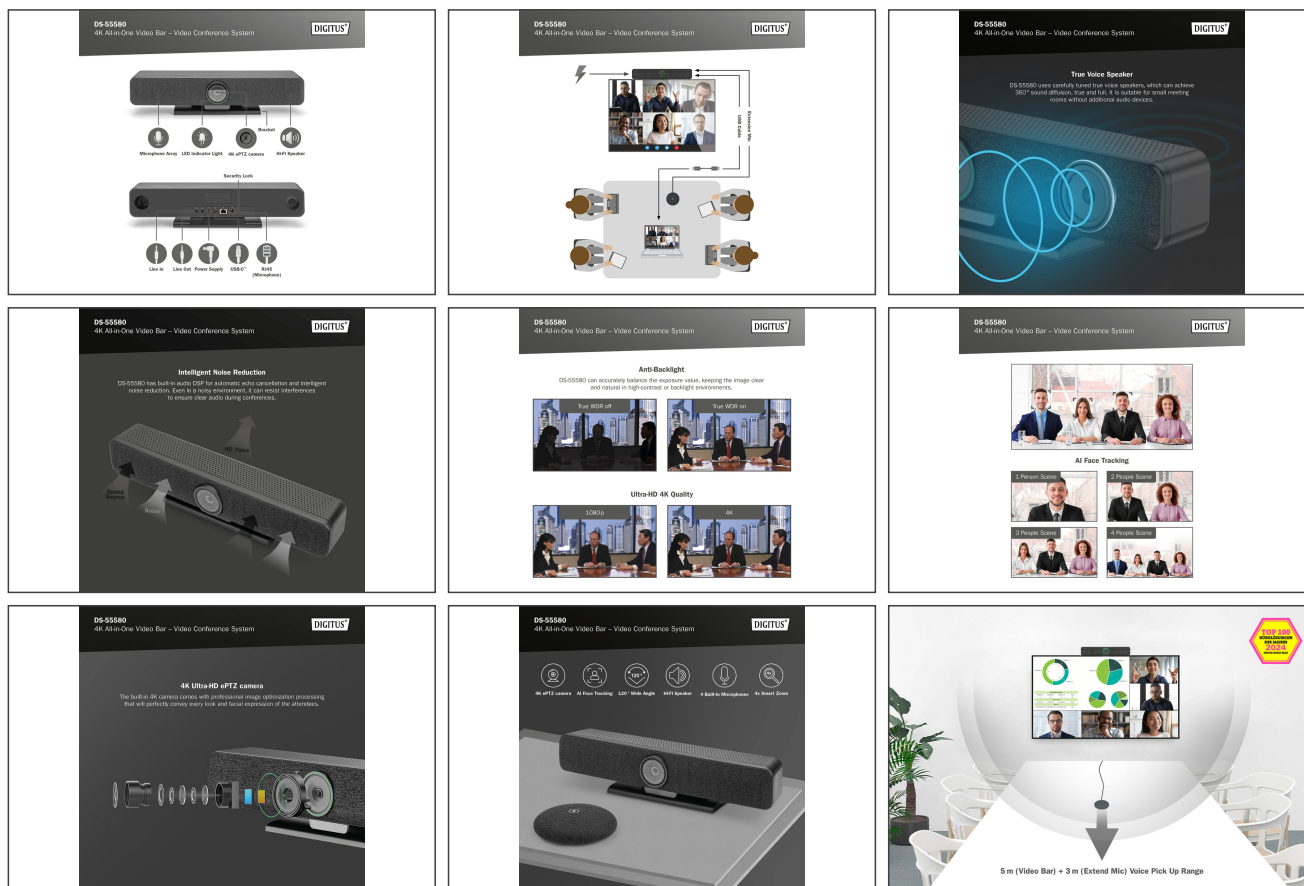 DS-55580
4K All-in-One Video Bar – Video Conference System
DIGITUS®
Bracket
Microphone Array
LED Indicator Light
4K ePTZ camera
Hi-Fi Speaker
Security Lock
Line In
Line Out
Power Supply
USB-C™
RJ45
(Microphone)
DS-55580
4K All-in-One Video Bar – Video Conference System
DIGITUS®
USB Cable
Extension Mic
DS-55580
4K All-in-One Video Bar – Video Conference System
DIGITUS®
True Voice Speaker
DS-55580 uses carefully tuned true voice speakers, which can achieve
360° sound diffusion, true and full. It is suitable for small meeting
rooms without additional audio devices.
DS-55580
4K All-in-One Video Bar – Video Conference System
DIGITUS®
Intelligent Noise Reduction
DS-55580 has built-in audio DSP for automatic echo cancellation and intelligent
noise reduction. Even in a noisy environment, it can resist interferences
to ensure clear audio during conferences.
HD Voice
Sound
Source
Noise
DS-55580
4K All-in-One Video Bar – Video Conference System
DIGITUS®
Anti-Backlight
DS-55580 can accurately balance the exposure value, keeping the image clear
and natural in high-contrast or backlight environments.
True WDR off
True WDR on
Ultra-HD 4K Quality
1080p
4K
DS-55580
4K All-in-One Video Bar – Video Conference System
DIGITUS®
AI Face Tracking
1 Person Scene
2 People Scene
3 People Scene
4 People Scene
DS-55580
4K All-in-One Video Bar – Video Conference System
DIGITUS®
4K Ultra-HD ePTZ camera
The built-in 4K camera comes with professional image optimization processing
that will perfectly convey every look and facial expression of the attendees.
DS-55580
4K All-in-One Video Bar – Video Conference System
DIGITUS®
120°
4K ePTZ camera
AI Face Tracking
120° Wide Angle
Hi-Fi Speaker
4 Built-In Microphones
4x Smart Zoom
TOP 100
BÜROLÖSUNGEN
DES JAHRES
2024
5 m (Video Bar) + 3 m (Extend Mic) Voice Pick Up Range